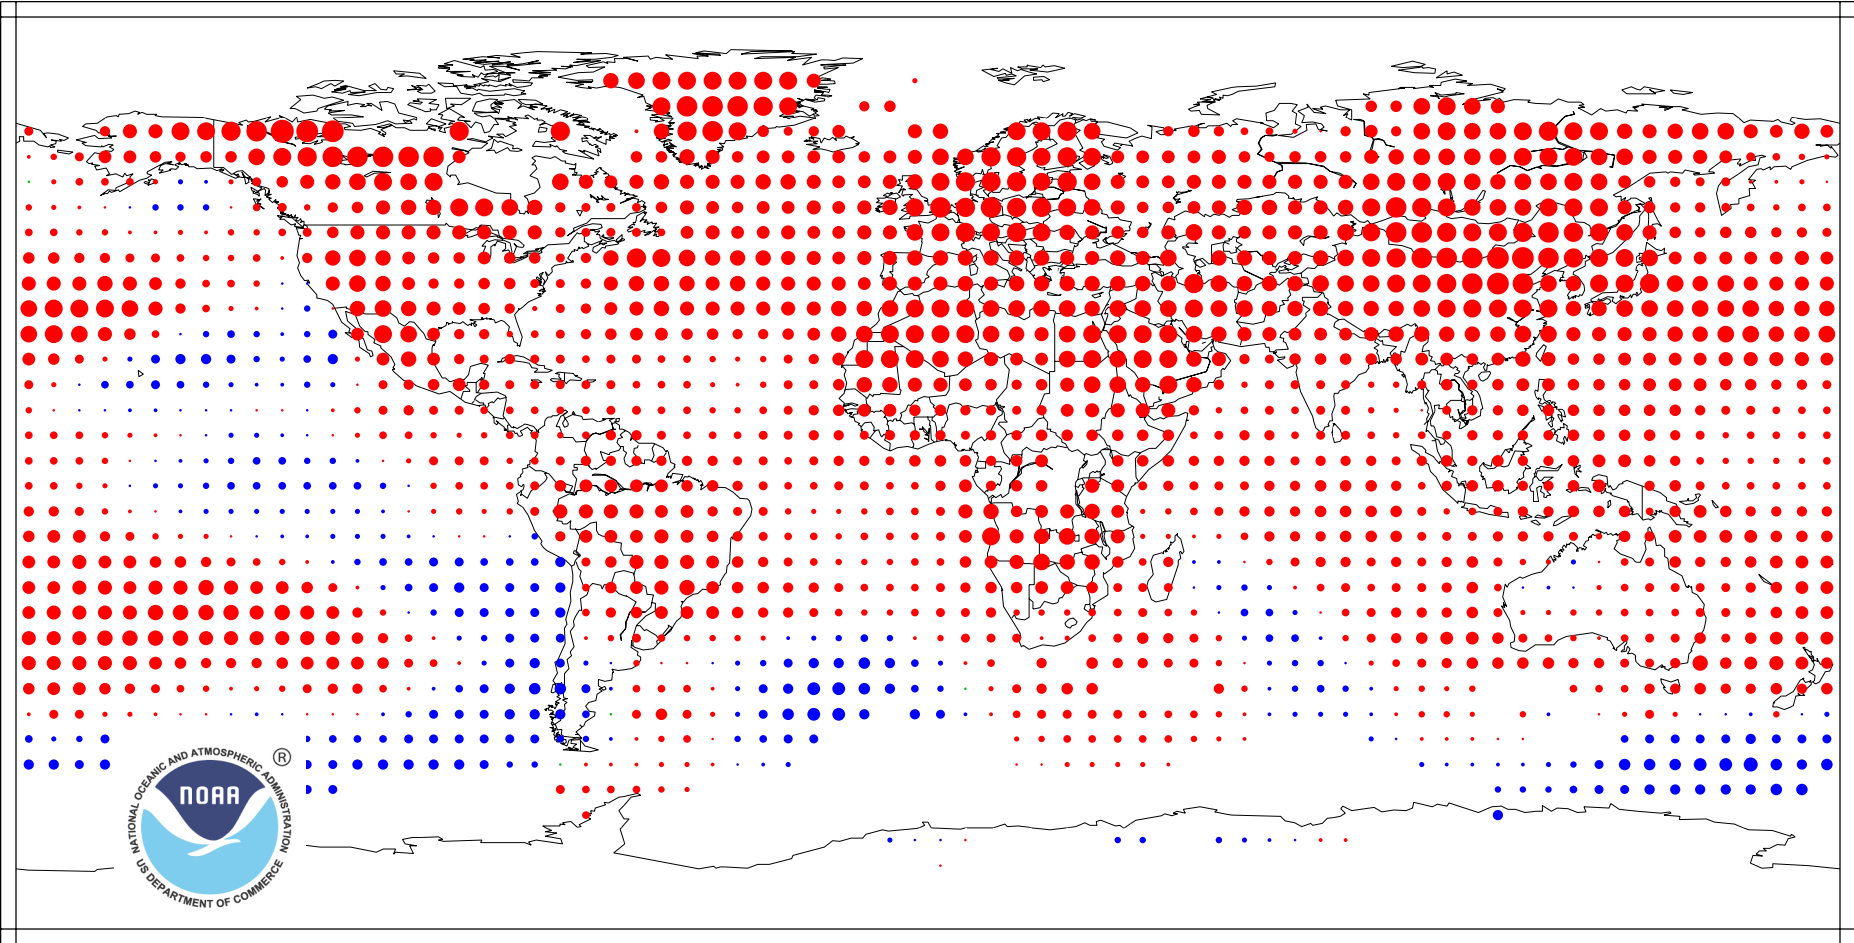 ®
NATIONAL OCEANIC AND ATMOSPHERIC ADMINISTRATION
NOAA
US DEPARTMENT OF COMMERCE